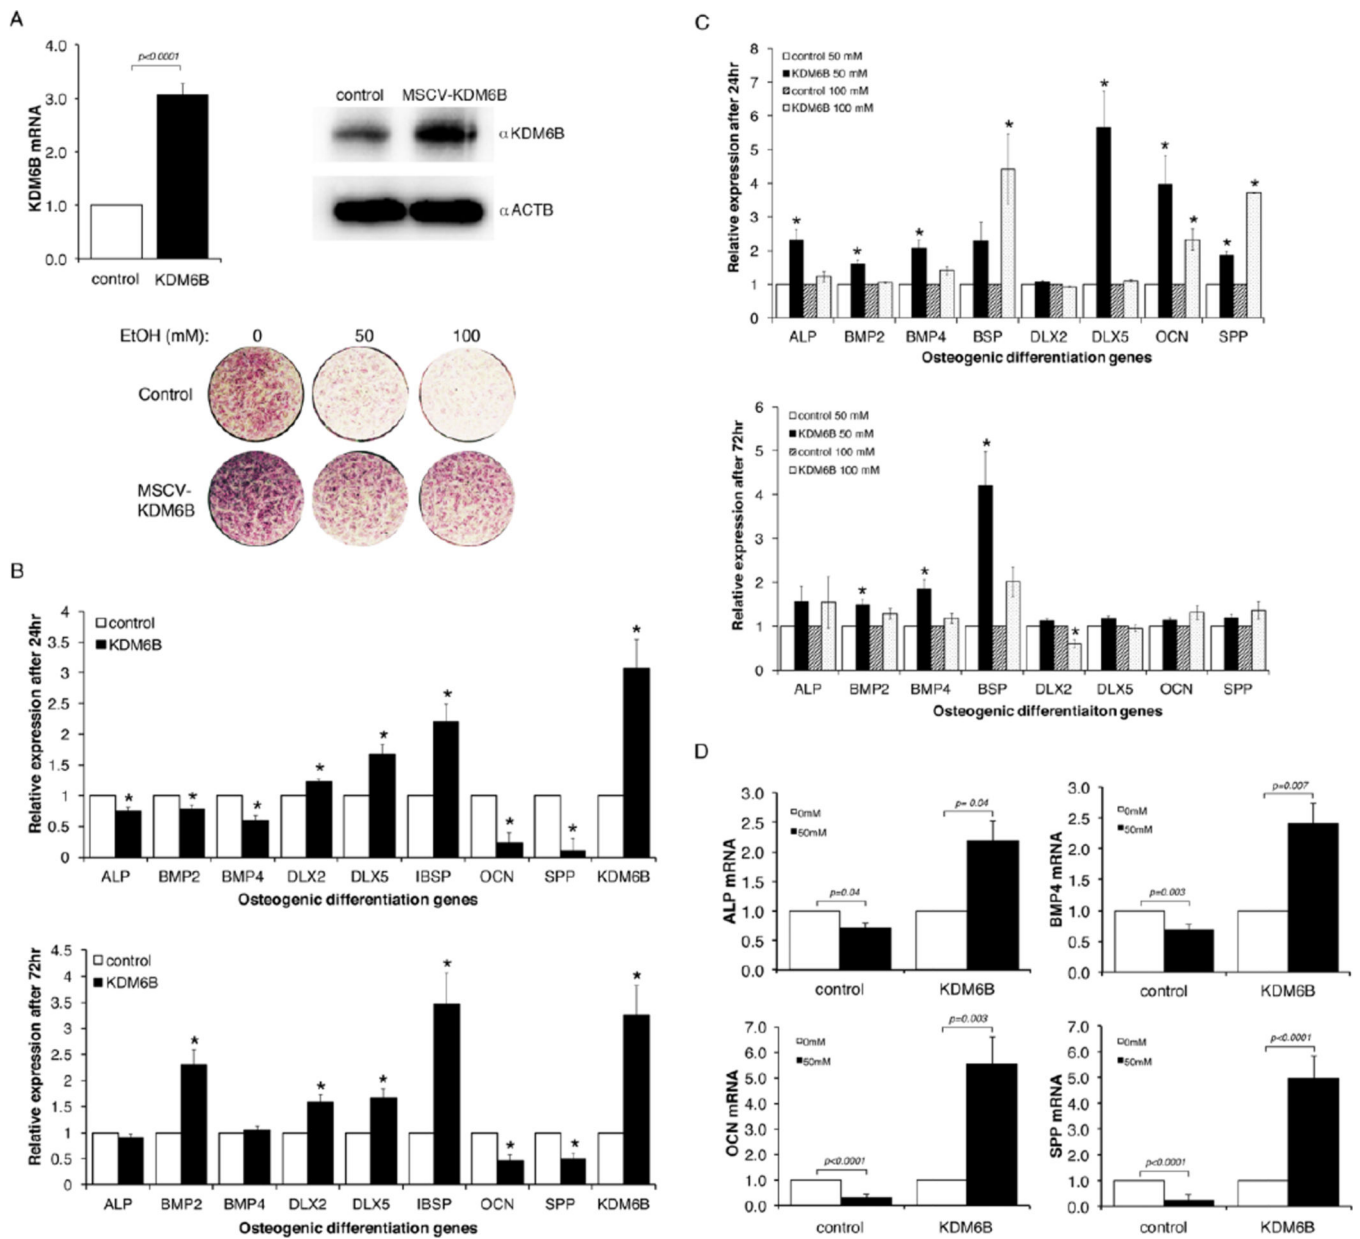 A
4.0
3.0
2.0
1.0
0.0
KDM6B mRNA
p<0.0001
control KDM6B
control MSCV-KDM6B
αKDM6B
αACTB
EtOH (mM): 0 50 100
Control
MSCV-
KDM6B
B
4
3.5
3
2.5
2
1.5
1
0.5
0
Relative expression after 24hr
control
KDM6B
* * * * * * * * *
ALP BMP2 BMP4 DLX2 DLX5 IBSP OCN SPP KDM6B
Osteogenic differentiation genes
4.5
4
3.5
3
2.5
2
1.5
1
0.5
0
Relative expression after 72hr
control
KDM6B
* * * * * * *
ALP BMP2 BMP4 DLX2 DLX5 IBSP OCN SPP KDM6B
Osteogenic differentiation genes
C
8
7
6
5
4
3
2
1
0
Relative expression after 24hr
control 50 mM
KDM6B 50 mM
control 100 mM
KDM6B 100 mM
* * * * * * * * *
ALP BMP2 BMP4 BSP DLX2 DLX5 OCN SPP
Osteogenic differentiation genes
6
5
4
3
2
1
0
Relative expression after 72hr
control 50 mM
KDM6B 50 mM
control 100 mM
KDM6B 100 mM
* * * *
ALP BMP2 BMP4 BSP DLX2 DLX5 OCN SPP
Osteogenic differentiaiton genes
D
3.0
2.5
2.0
1.5
1.0
0.5
0.0
ALP mRNA
0mM
50mM
p=0.04
p= 0.04
control KDM6B
3.0
2.5
2.0
1.5
1.0
0.5
0.0
BMP4 mRNA
0mM
50mM
p=0.003
p=0.007
control KDM6B
7.0
6.0
5.0
4.0
3.0
2.0
1.0
0.0
OCN mRNA
0mM
50mM
p<0.0001
p=0.003
control KDM6B
7.0
6.0
5.0
4.0
3.0
2.0
1.0
0.0
SPP mRNA
0mM
50mM
p<0.0001
p<0.0001
control KDM6B